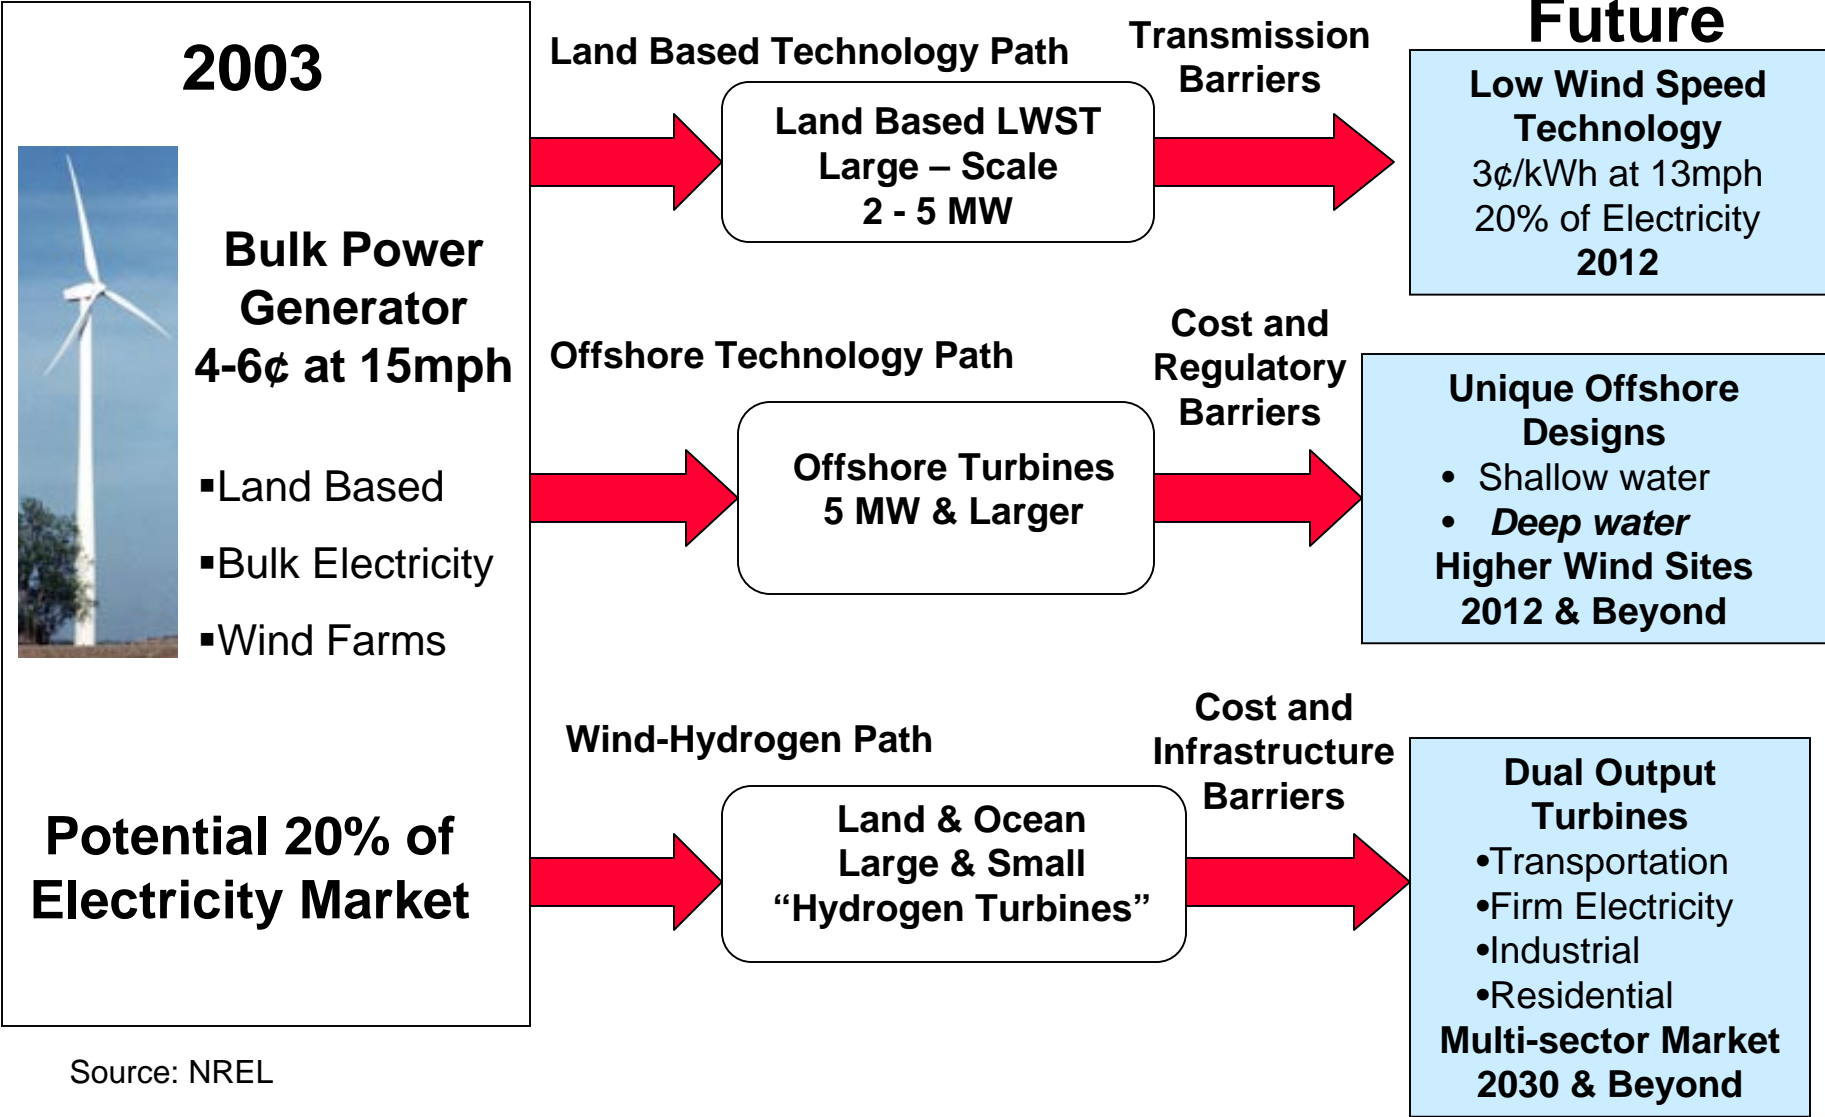 2003
Bulk Power
Generator
4-6¢ at 15mph
▪Land Based
▪Bulk Electricity
▪Wind Farms
Potential 20% of
Electricity Market
Source: NREL
Land Based Technology Path
Land Based LWST
Large – Scale
2 - 5 MW
Transmission
Barriers
Future
Low Wind Speed
Technology
3¢/kWh at 13mph
20% of Electricity
2012
Offshore Technology Path
Offshore Turbines
5 MW & Larger
Cost and
Regulatory
Barriers
Unique Offshore
Designs
• Shallow water
• Deep water
Higher Wind Sites
2012 & Beyond
Wind-Hydrogen Path
Land & Ocean
Large & Small
“Hydrogen Turbines”
Cost and
Infrastructure
Barriers
Dual Output
Turbines
•Transportation
•Firm Electricity
•Industrial
•Residential
Multi-sector Market
2030 & Beyond